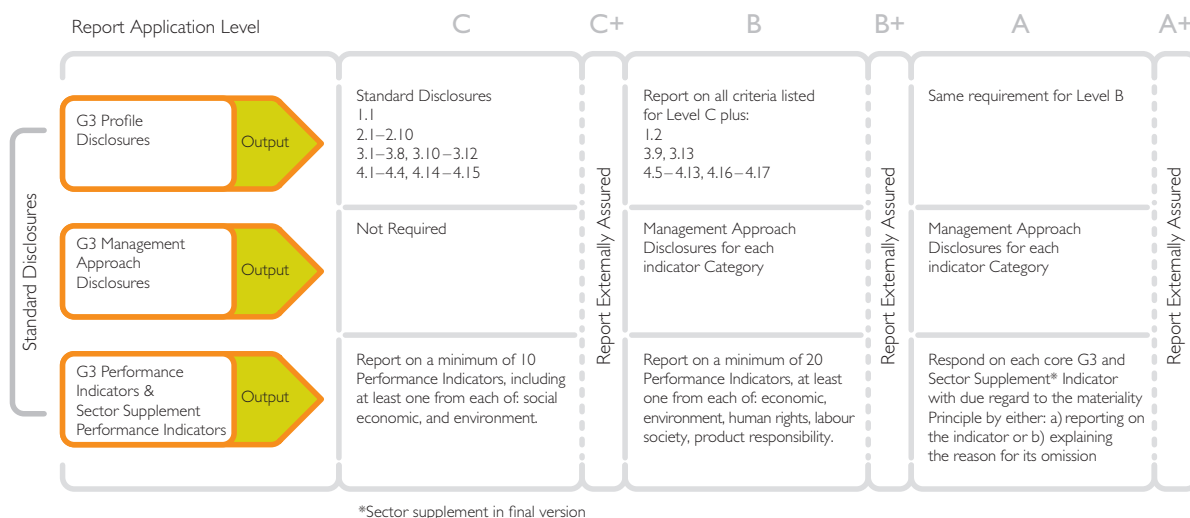 Report Application Level
C
C+
B
B+
A
A+
Standard Disclosures
G3 Profile
Disclosures
Output
Standard Disclosures
1.1
2.1–2.10
3.1–3.8, 3.10–3.12
4.1–4.4, 4.14–4.15
Report on all criteria listed
for Level C plus:
1.2
3.9, 3.13
4.5–4.13, 4.16–4.17
Same requirement for Level B
G3 Management
Approach
Disclosures
Output
Not Required
Management Approach
Disclosures for each
indicator Category
Management Approach
Disclosures for each
indicator Category
G3 Performance
Indicators &
Sector Supplement
Performance Indicators
Output
Report on a minimum of 10
Performance Indicators, including
at least one from each of: social
economic, and environment.
Report on a minimum of 20
Performance Indicators, at least
one from each of: economic,
environment, human rights, labour
society, product responsibility.
Respond on each core G3 and
Sector Supplement* Indicator
with due regard to the materiality
Principle by either: a) reporting on
the indicator or b) explaining
the reason for its omission
Report Externally Assured
Report Externally Assured
Report Externally Assured
*Sector supplement in final version